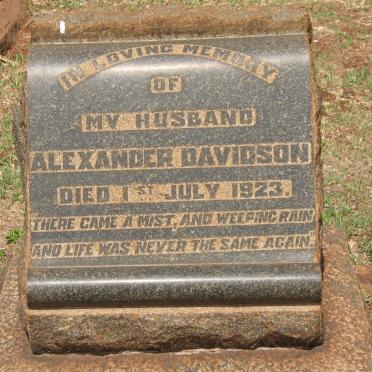 IN LOVING MEMORY
OF
MY HUSBAND
ALEXANDER DAVIDSON
DIED 1ST JULY 1923.
THERE CAME A MIST, AND WEEPING RAIN
AND LIFE WAS NEVER THE SAME AGAIN.